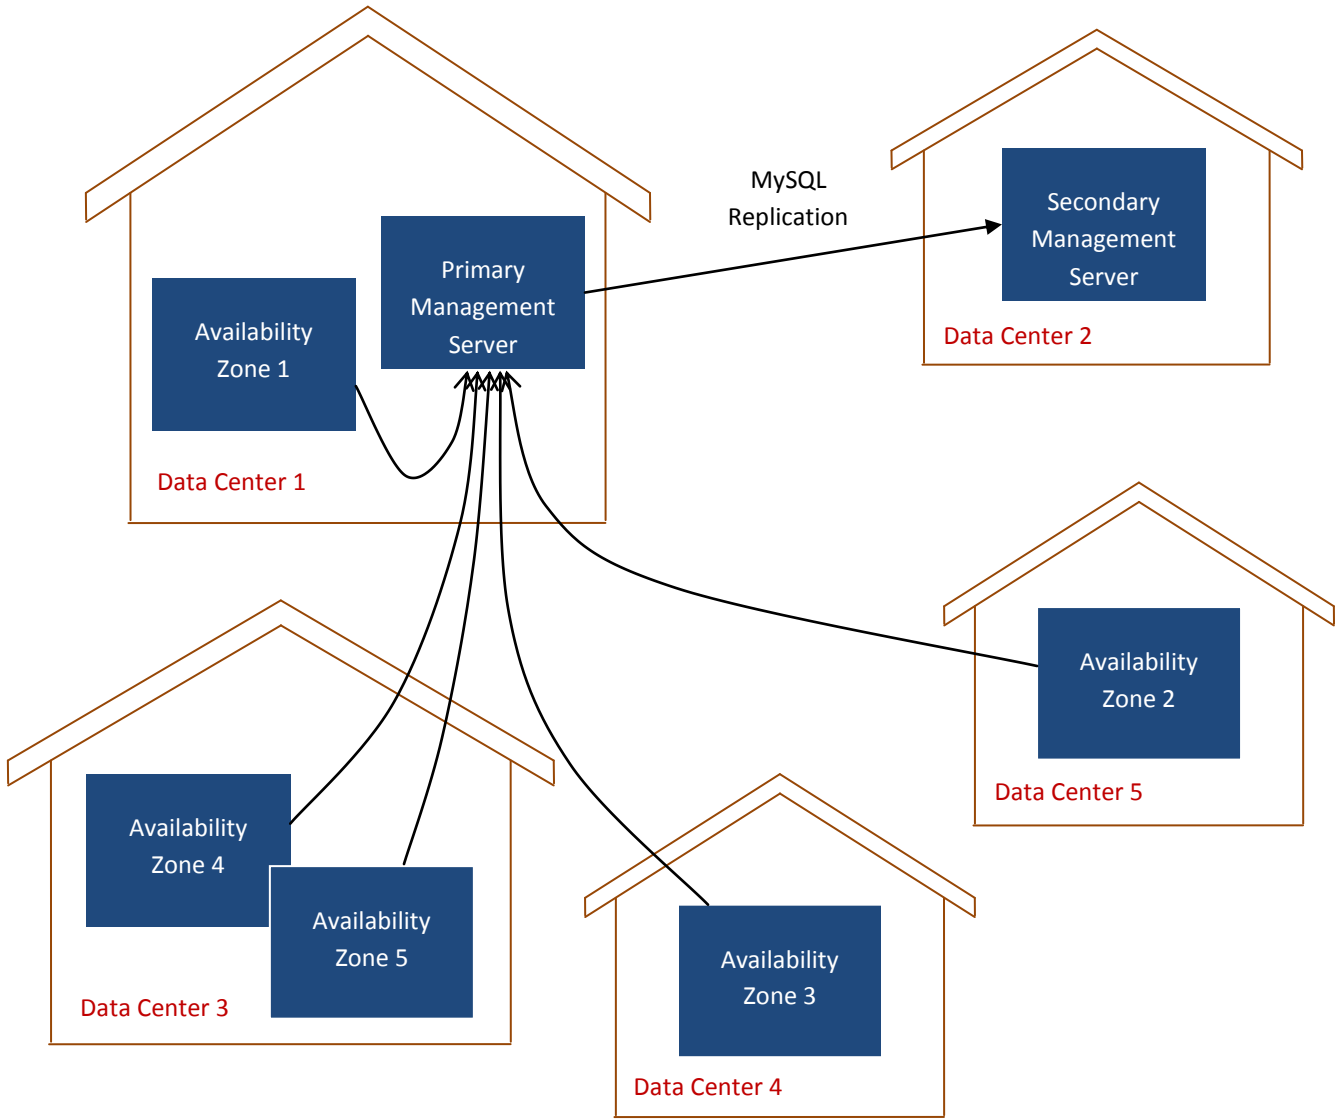 MySQL
Replication
Secondary
Management
Server
Data Center 2
Primary
Management
Server
Availability
Zone 1
Data Center 1
Availability
Zone 2
Data Center 5
Availability
Zone 4
Availability
Zone 5
Data Center 3
Availability
Zone 3
Data Center 4